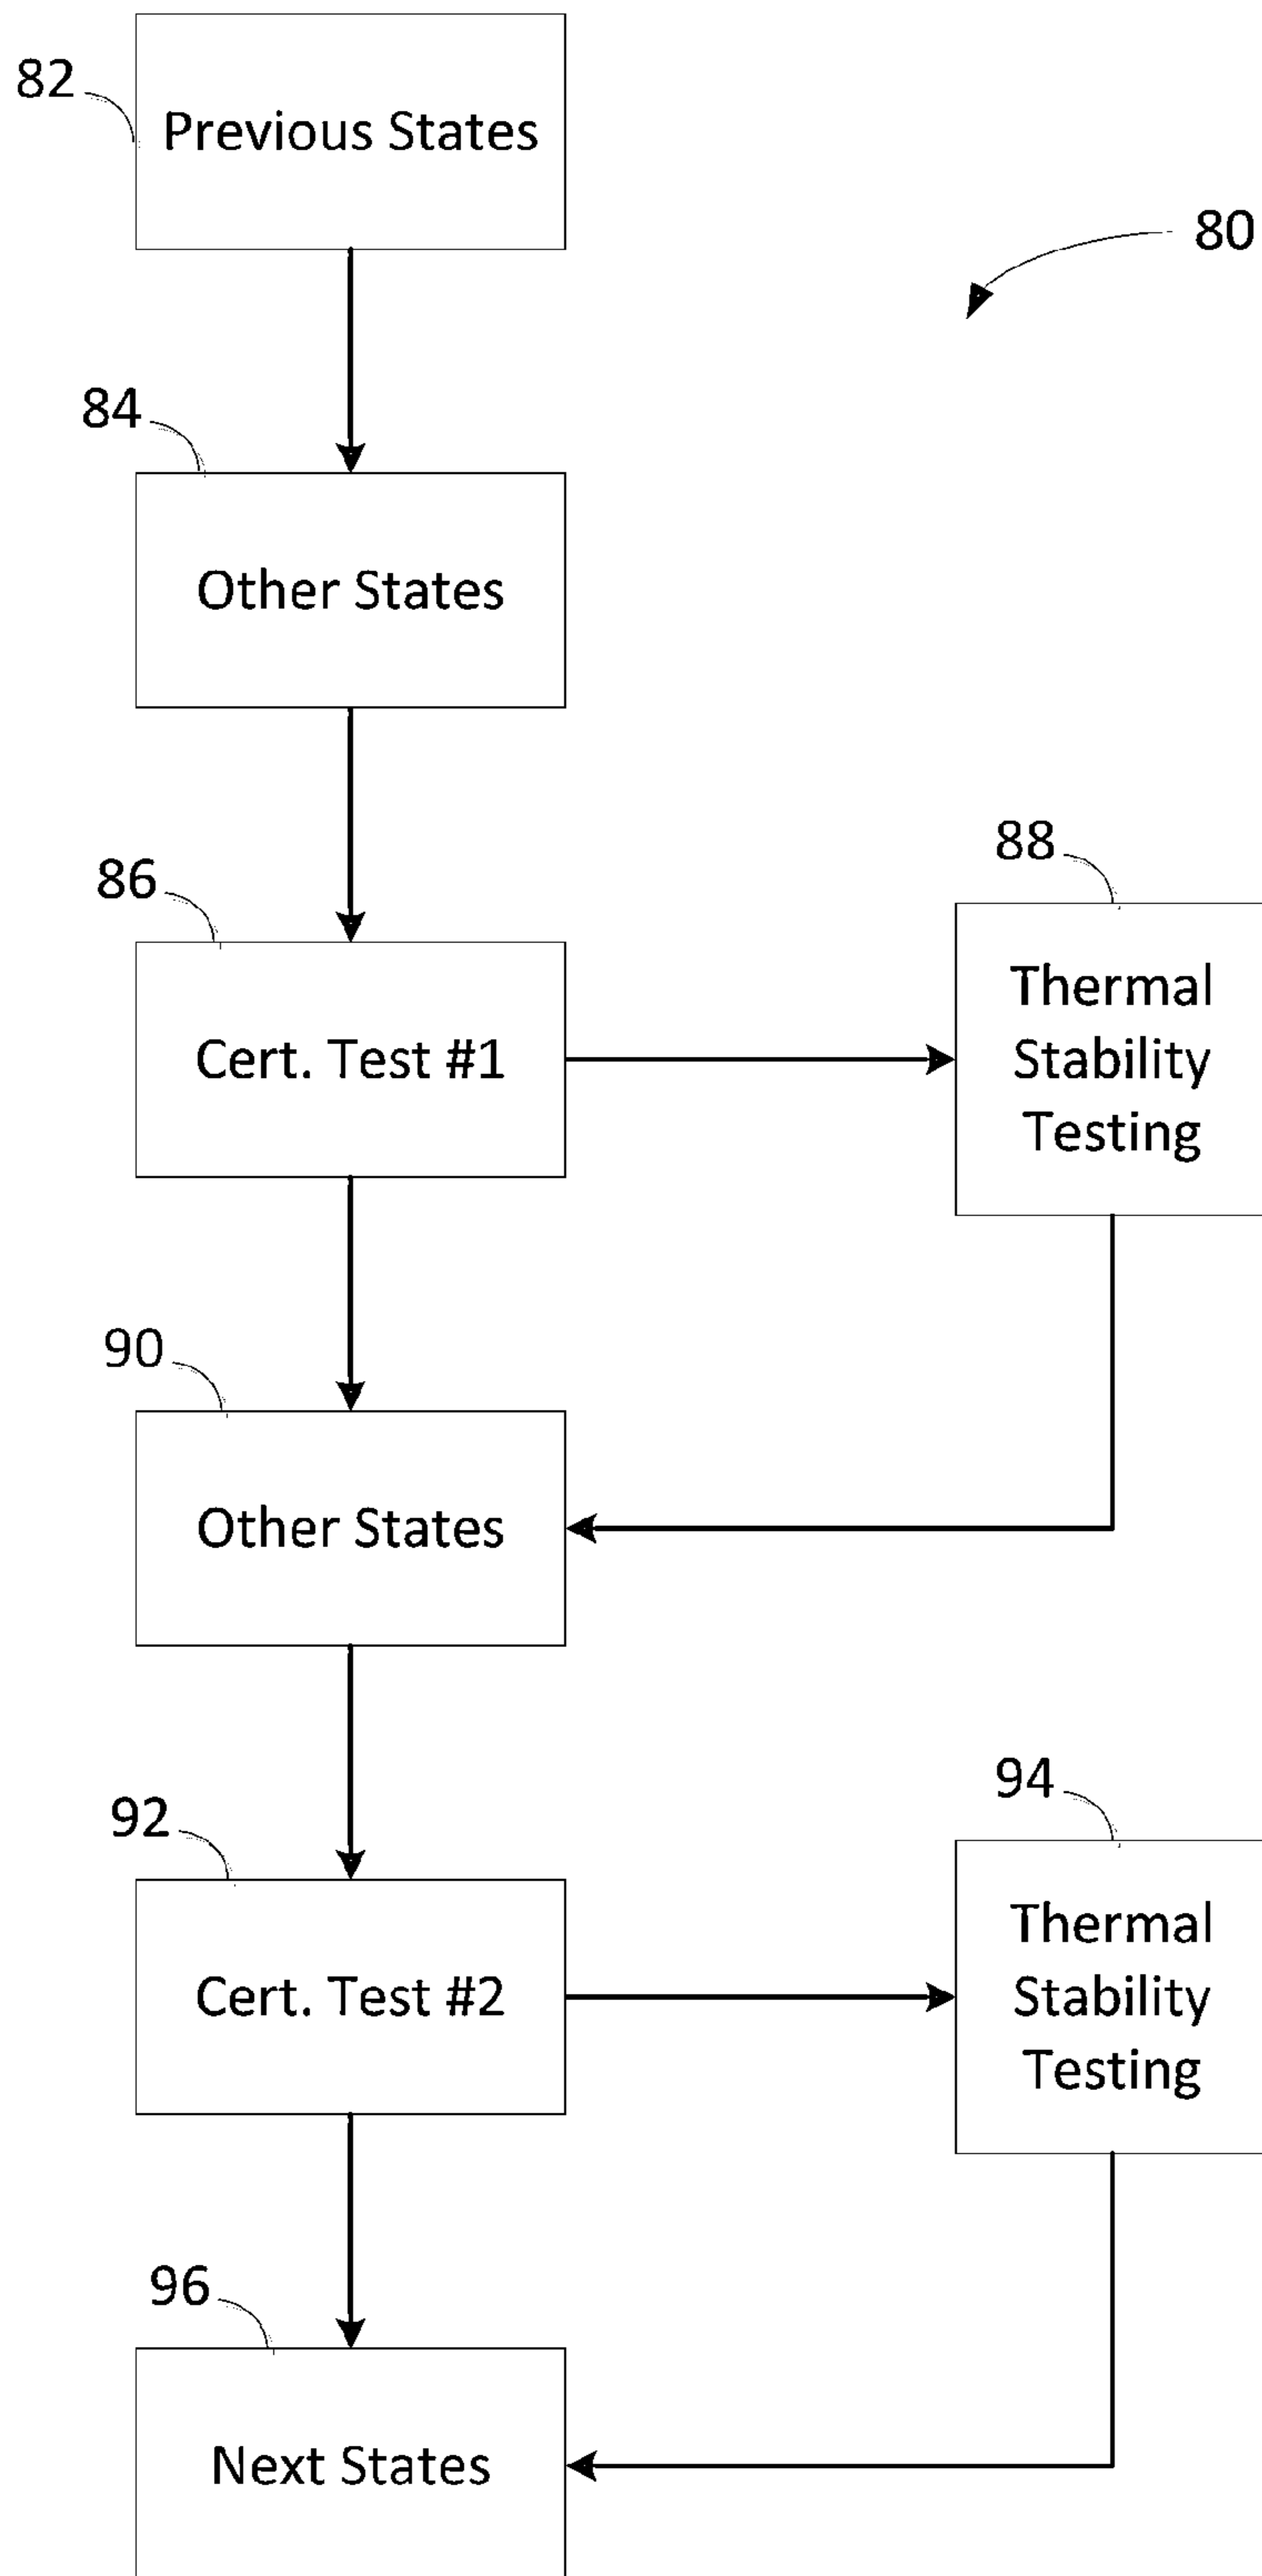 82
Previous States
80
84
Other States
86
Cert. Test #1
88
Thermal
Stability
Testing
90
Other States
92
Cert. Test #2
94
Thermal
Stability
Testing
96
Next States